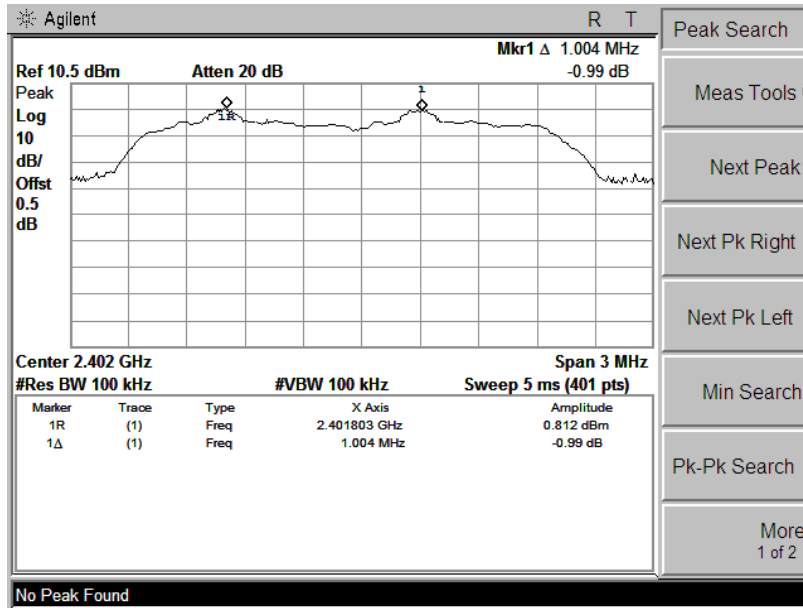 Agilent R T
Mkr1 Δ 1.004 MHz
Ref 10.5 dBm Atten 20 dB -0.99 dB
Peak
Log
10
dB/
Offst
0.5
dB
1R
1
Center 2.402 GHz Span 3 MHz
#Res BW 100 kHz #VBW 100 kHz Sweep 5 ms (401 pts)
Marker Trace Type X Axis Amplitude
1R (1) Freq 2.401803 GHz 0.812 dBm
1Δ (1) Freq 1.004 MHz -0.99 dB
No Peak Found
Peak Search
Meas Tools
Next Peak
Next Pk Right
Next Pk Left
Min Search
Pk-Pk Search
More
1 of 2